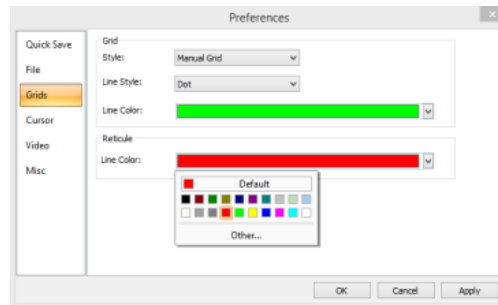 Preferences
Quick Save
File
Grids
Cursor
Video
Misc
Grid
Style:
Manual Grid
Line Style:
Dot
Line Color:
Reticule
Line Color:
Default
Other...
OK
Cancel
Apply